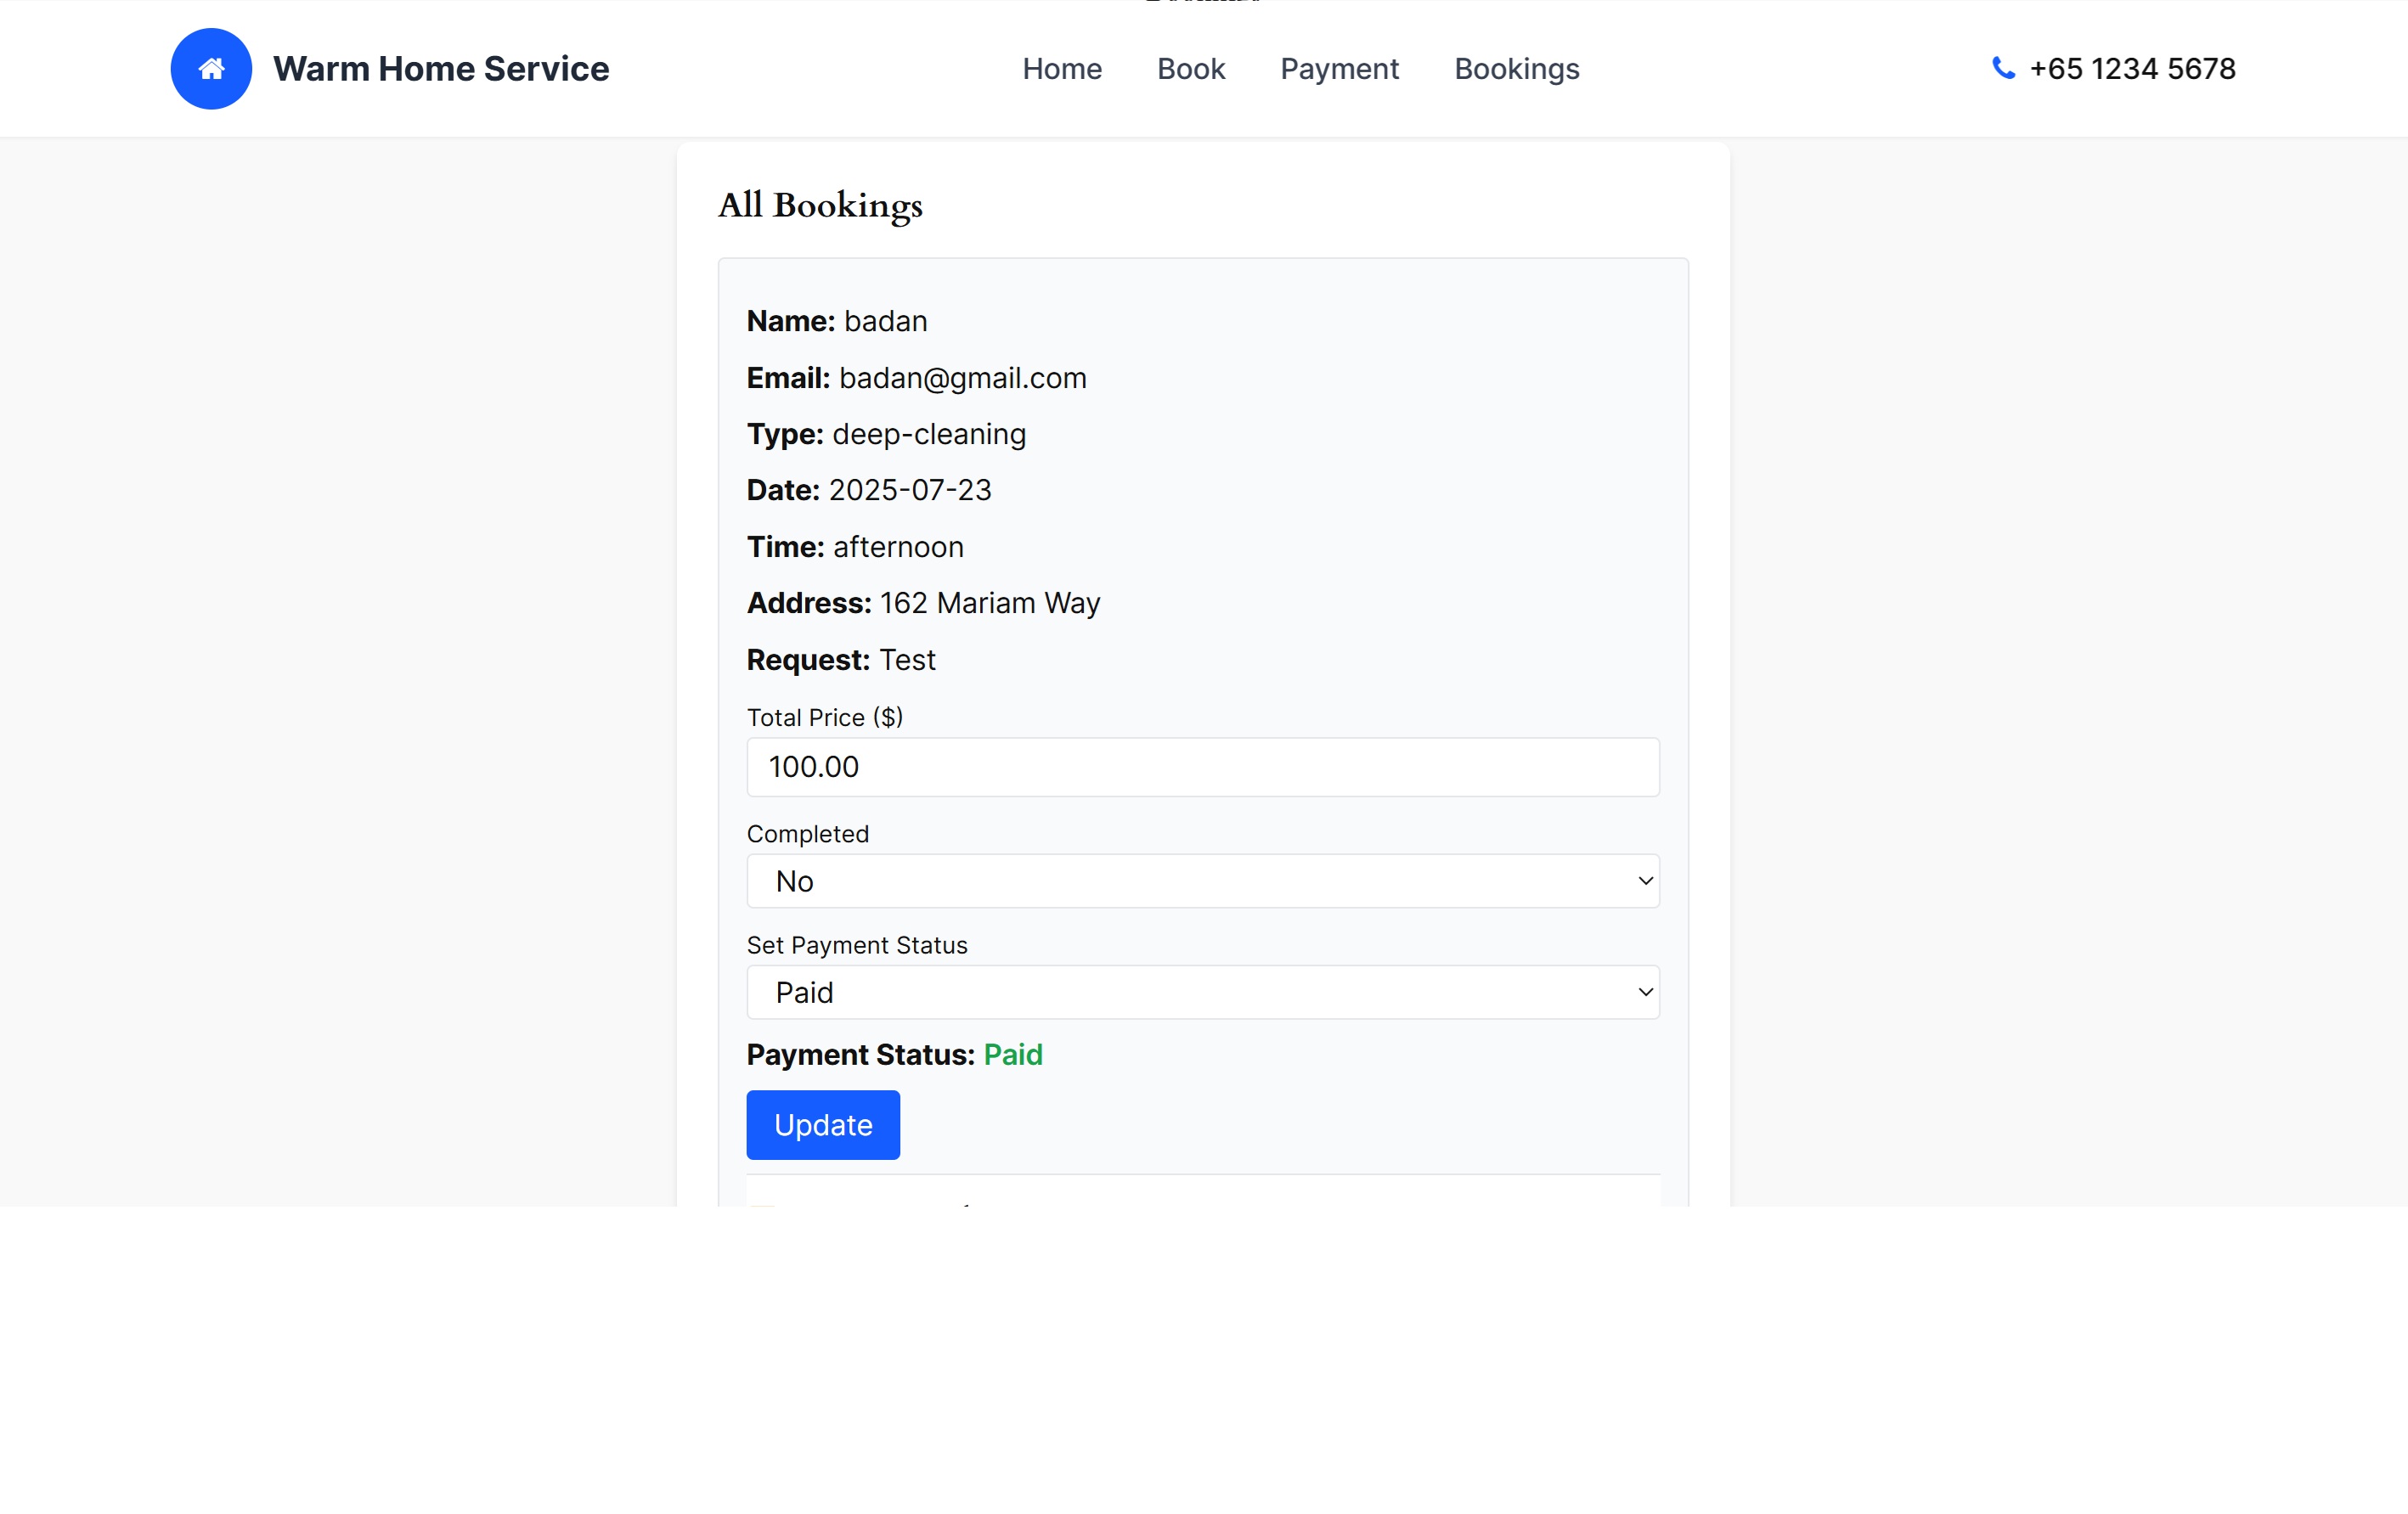 Warm Home Service
Home Book Payment Bookings
+65 1234 5678
All Bookings
Name: badan
Email: badan@gmail.com
Type: deep-cleaning
Date: 2025-07-23
Time: afternoon
Address: 162 Mariam Way
Request: Test
Total Price ($)
100.00
Completed
No
Set Payment Status
Paid
Payment Status: Paid
Update